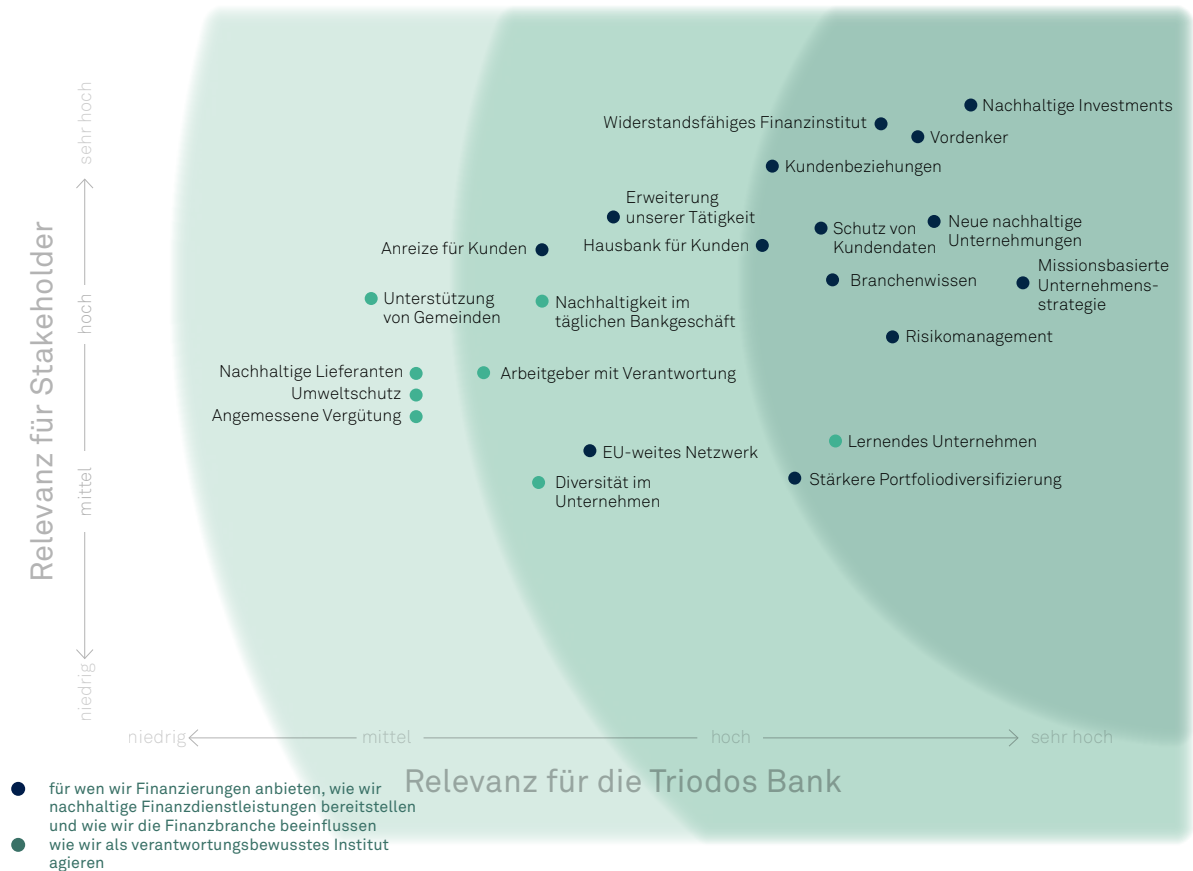 sehr hoch
hoch
mittel
niedrig
Relevanz für Stakeholder
Nachhaltige Investments
Widerstandsfähiges Finanzinstitut
Vordenker
Kundenbeziehungen
Erweiterung
unserer Tätigkeit
Anreize für Kunden
Hausbank für Kunden
Schutz von
Kundendaten
Neue nachhaltige
Unternehmungen
Branchenwissen
Missionsbasierte
Unternehmens-
strategie
Unterstützung
von Gemeinden
Nachhaltigkeit im
täglichen Bankgeschäft
Risikomanagement
Nachhaltige Lieferanten
Umweltschutz
Angemessene Vergütung
Arbeitgeber mit Verantwortung
Lernendes Unternehmen
EU-weites Netzwerk
Stärkere Portfoliodiversifizierung
Diversität im
Unternehmen
niedrig
mittel
hoch
sehr hoch
Relevanz für die Triodos Bank
für wen wir Finanzierungen anbieten, wie wir
nachhaltige Finanzdienstleistungen bereitstellen
und wie wir die Finanzbranche beeinflussen
wie wir als verantwortungsbewusstes Institut
agieren